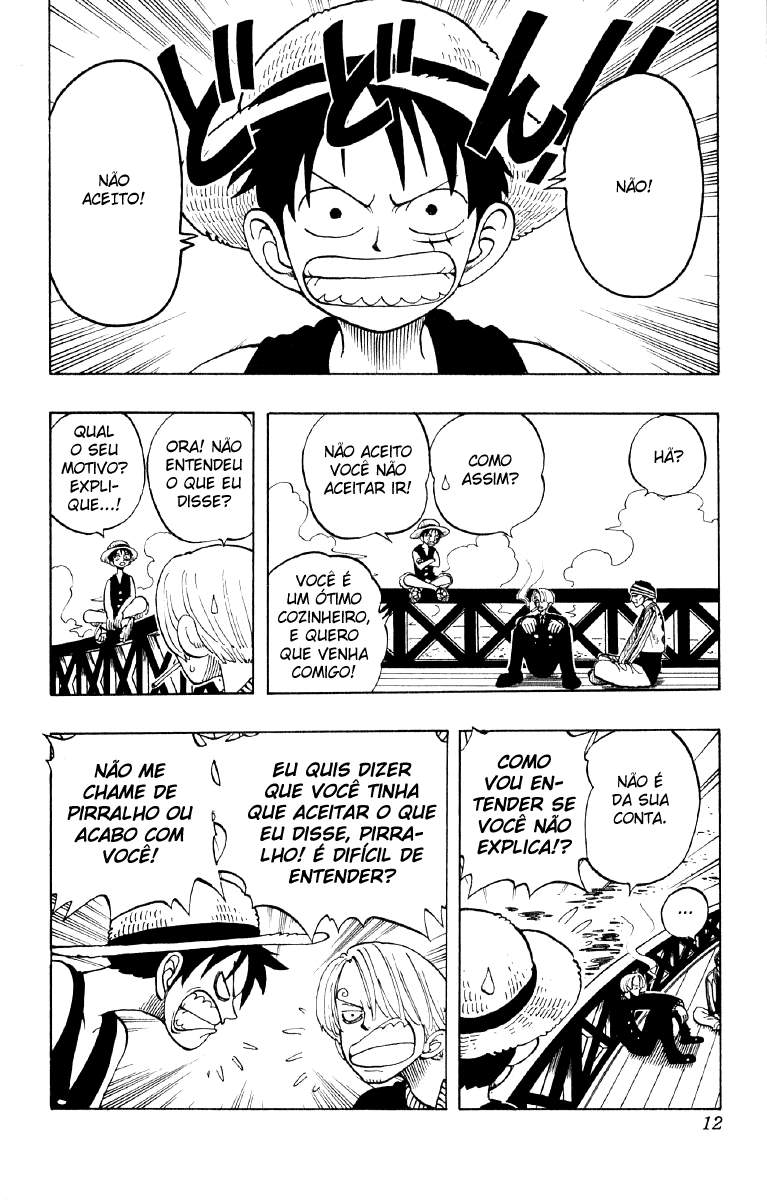 どどん!!
NÃO!
NÃO
ACEITO!
HÃ?
COMO
ASSIM?
NÃO ACEITO
VOCÊ NÃO
ACEITAR IR!
VOCÊ É
UM ÓTIMO
COZINHEIRO,
E QUERO
QUE VENHA
COMIGO!
ORA! NÃO
ENTENDEU
O QUE EU
DISSE?
QUAL
O SEU
MOTIVO?
EXPLI-
QUE...!
NÃO É
DA SUA
CONTA.
COMO
VOU EN-
TENDER SE
VOCÊ NÃO
EXPLICA!?
...
EU QUIS DIZER
QUE VOCÊ TINHA
QUE ACEITAR O QUE
EU DISSE, PIRRA-
LHO! É DIFÍCIL DE
ENTENDER?
NÃO ME
CHAME DE
PIRRALHO OU
ACABO COM
VOCÊ!
12